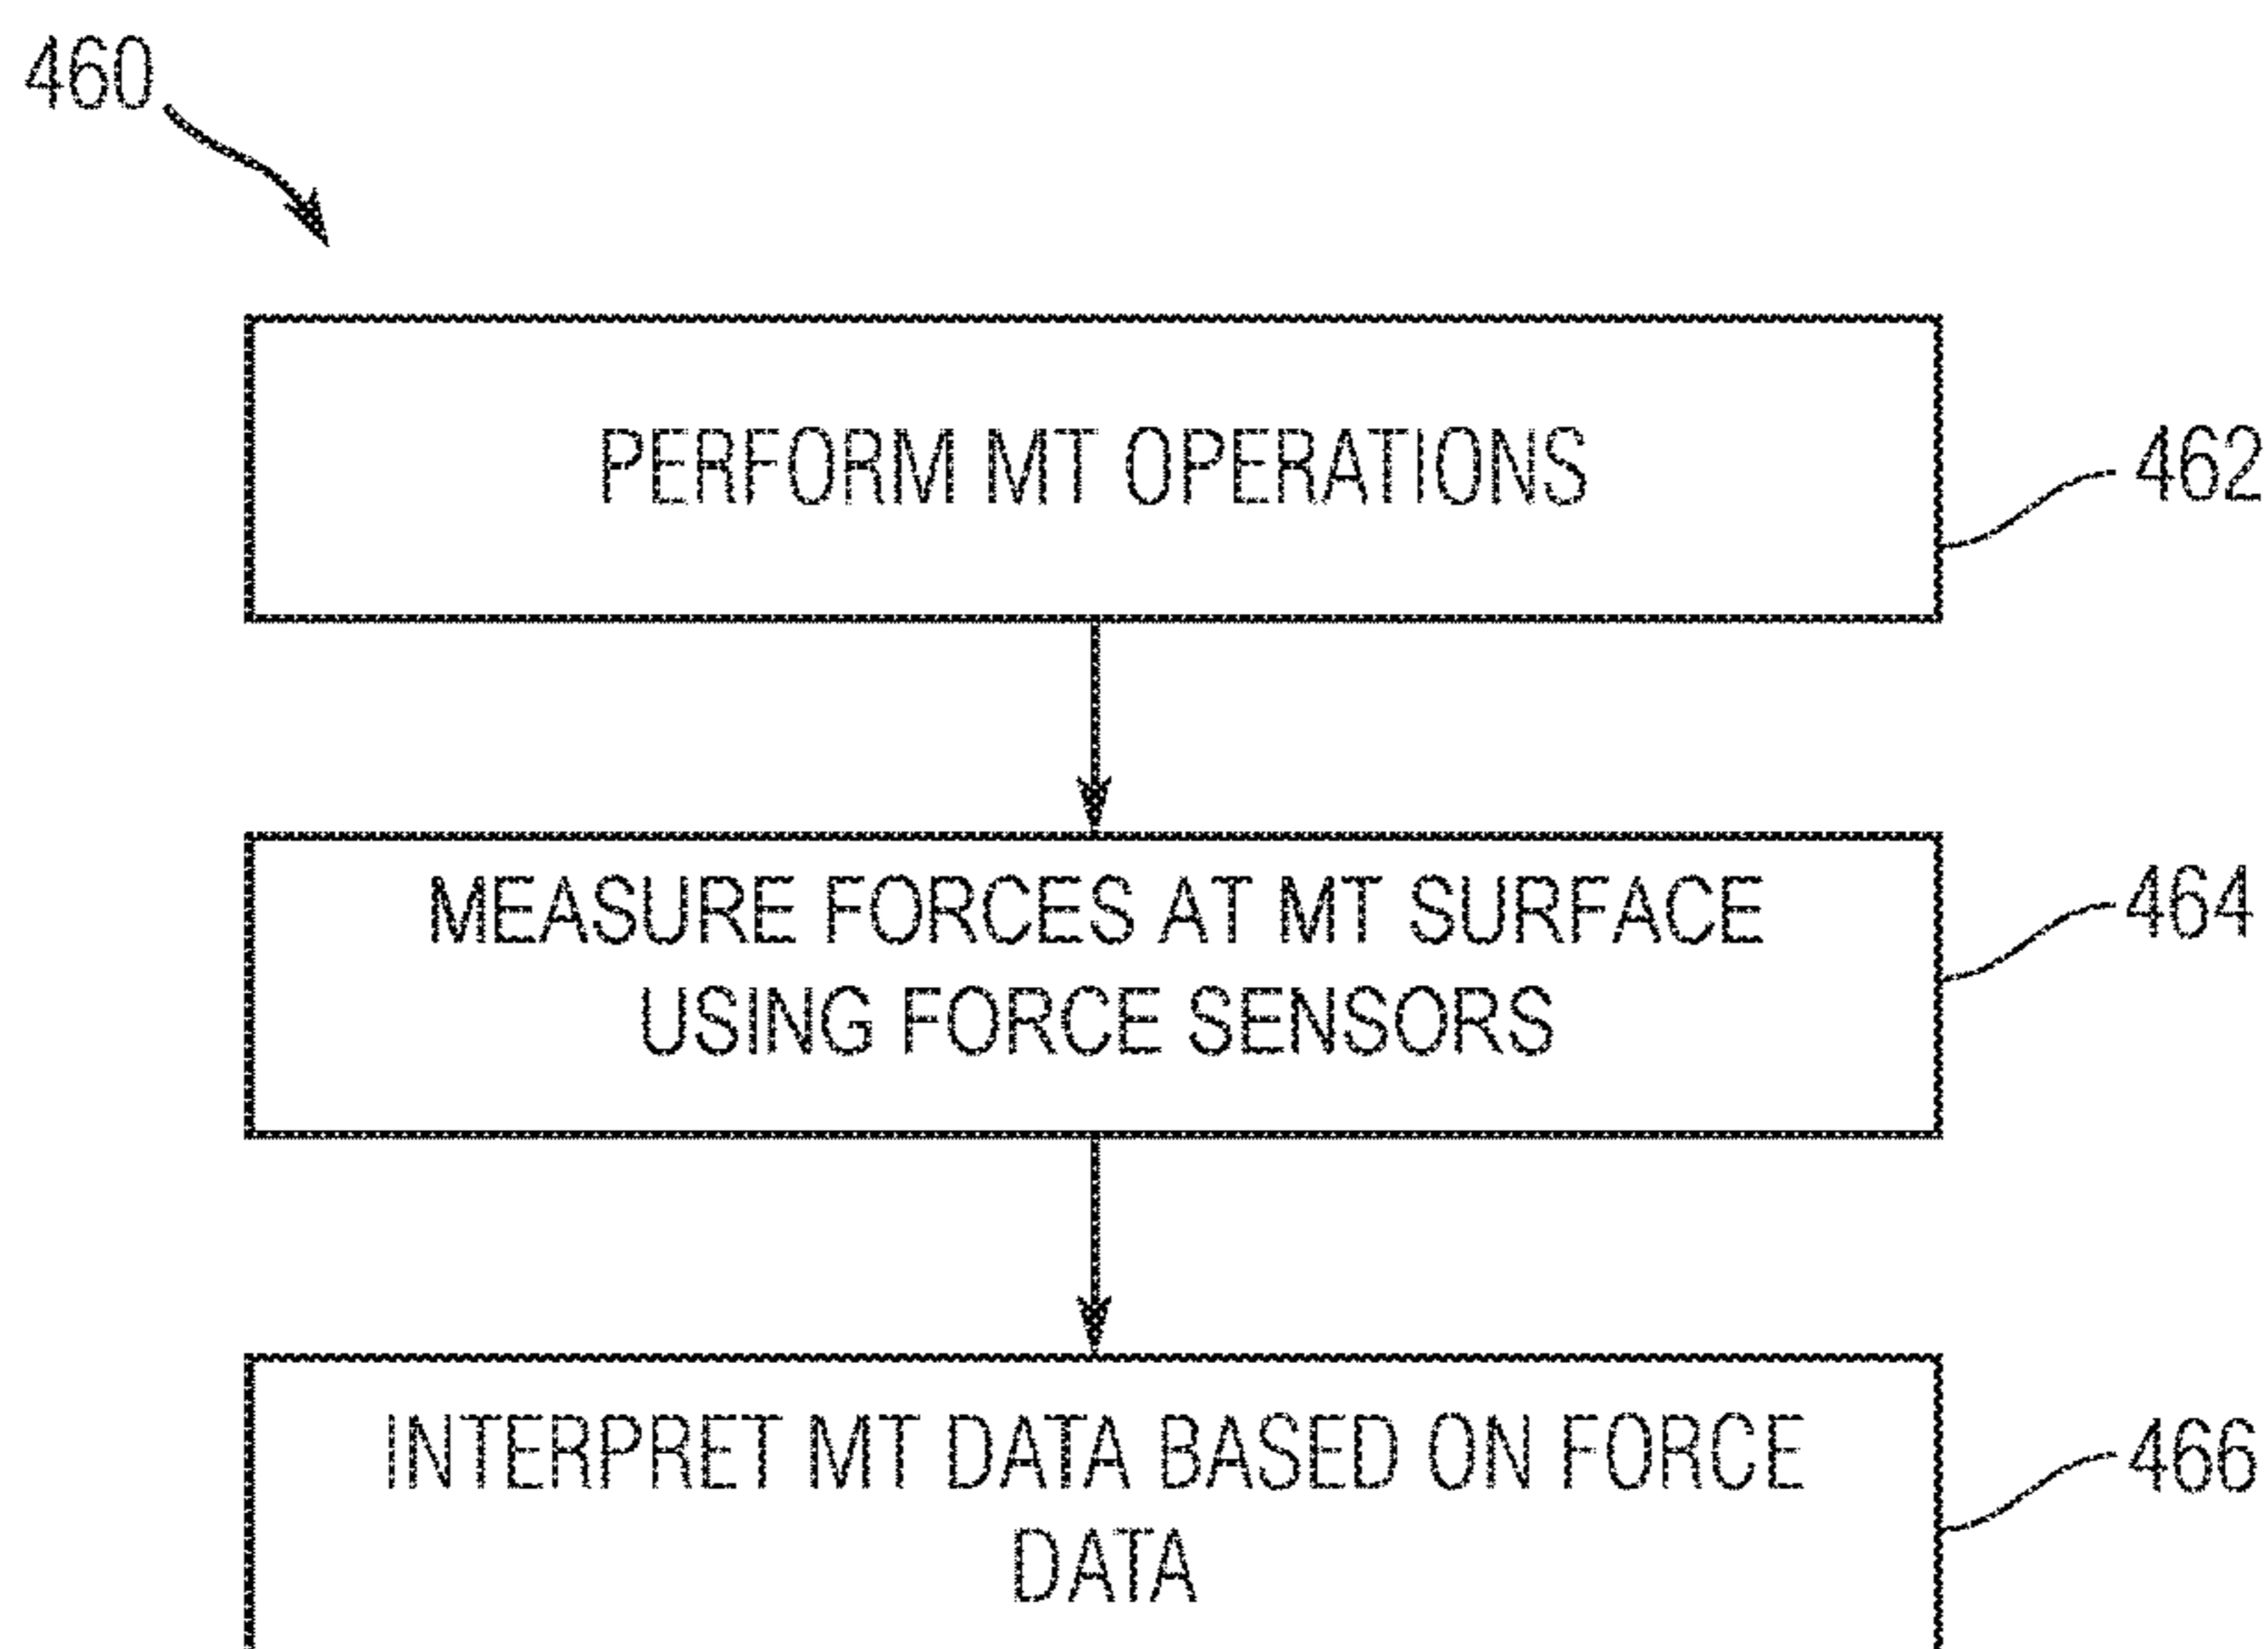 460
PERFORM MT OPERATIONS
462
MEASURE FORCES AT MT SURFACE
USING FORCE SENSORS
464
INTERPRET MT DATA BASED ON FORCE
DATA
466